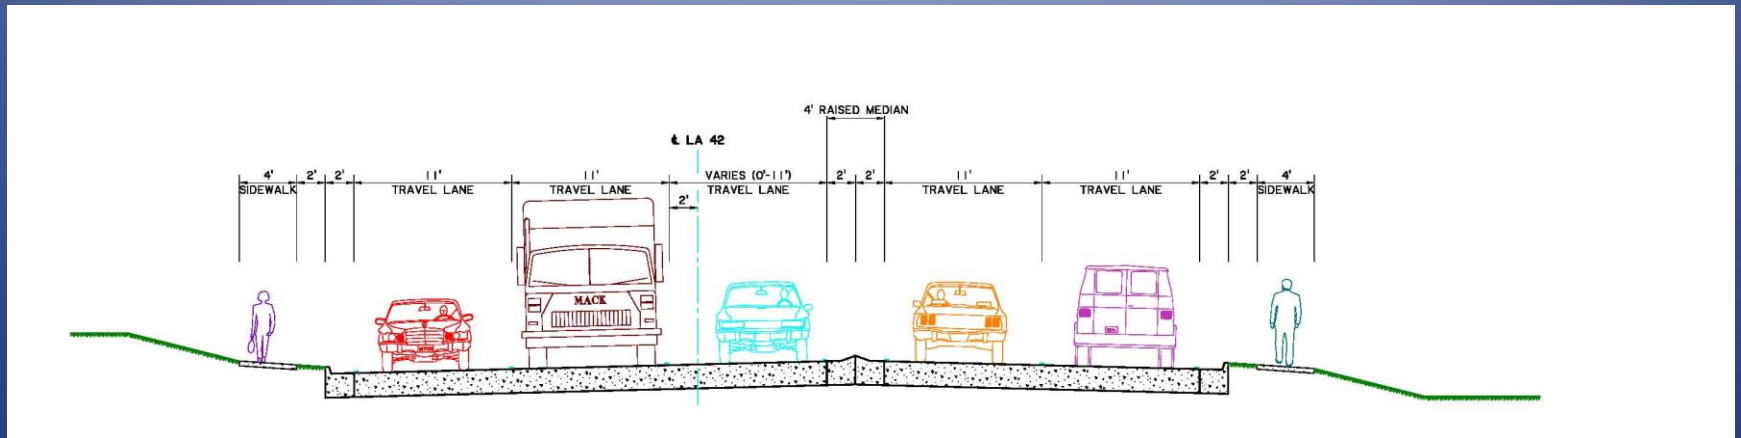 4' RAISED MEDIAN
℄ LA 42
4' 2' 2' 11' 11' VARIES (0'-11') 2' 2' 11' 11' 2' 2' 4'
SIDEWALK TRAVEL LANE TRAVEL LANE TRAVEL LANE TRAVEL LANE TRAVEL LANE SIDEWALK
2'
MACK